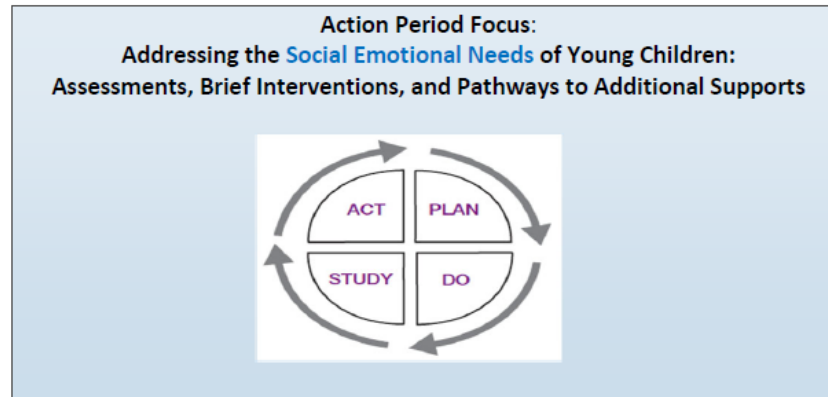 Action Period Focus:
Addressing the Social Emotional Needs of Young Children:
Assessments, Brief Interventions, and Pathways to Additional Supports
ACT PLAN
STUDY DO